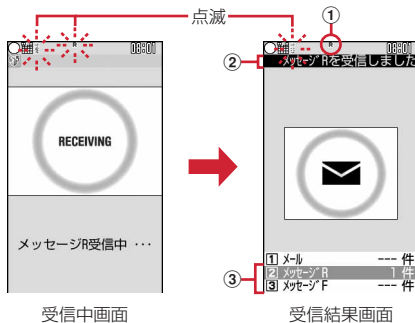 点滅
①
R
R
08:01
08:01
②
メッセージRを受信しました
RECEIVING
メッセージR受信中 ・・・
③
1 メール --- 件
2 メッセージR 1 件
3 メッセージF --- 件
受信中画面
受信結果画面